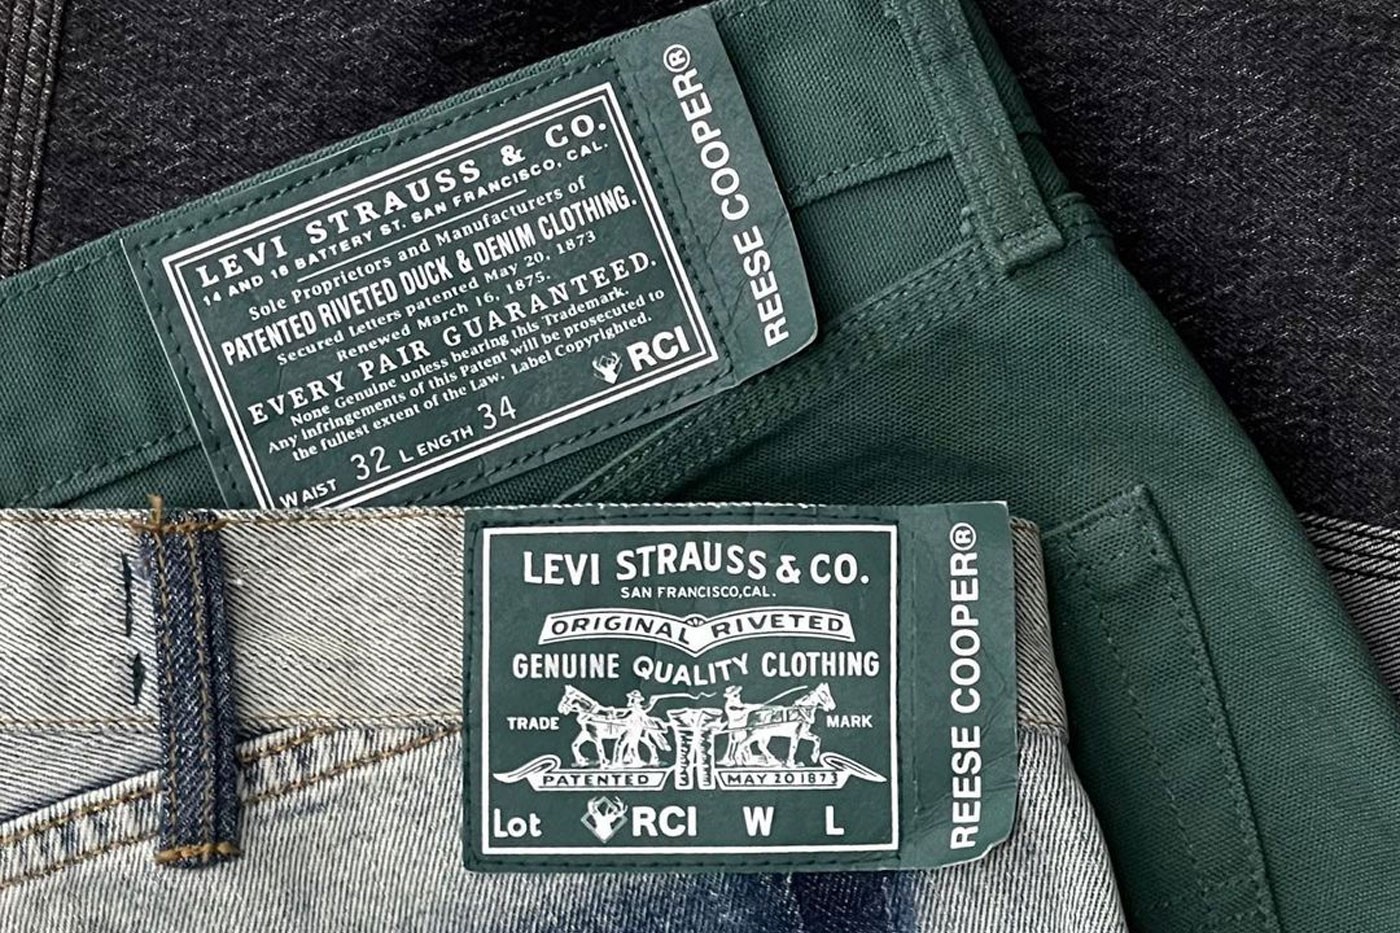 LEVI STRAUSS & CO.
14 AND 16 BATTERY ST. SAN FRANCISCO, CAL.
Sole Proprietors and Manufacturers of
PATENTED RIVETED DUCK & DENIM CLOTHING.
Secured Letters patented May 20, 1873
Renewed March 16, 1875.
EVERY PAIR GUARANTEED.
None Genuine unless bearing this Trademark.
Any infringements of this Patent will be prosecuted to
the fullest extent of the Law. Label Copyrighted.
RCI
WAIST 32 LENGTH 34
REESE COOPER®
LEVI STRAUSS & CO.
SAN FRANCISCO, CAL.
ORIGINAL RIVETED
GENUINE QUALITY CLOTHING
TRADE MARK
PATENTED MAY 20 1873
Lot RCI W L
REESE COOPER®